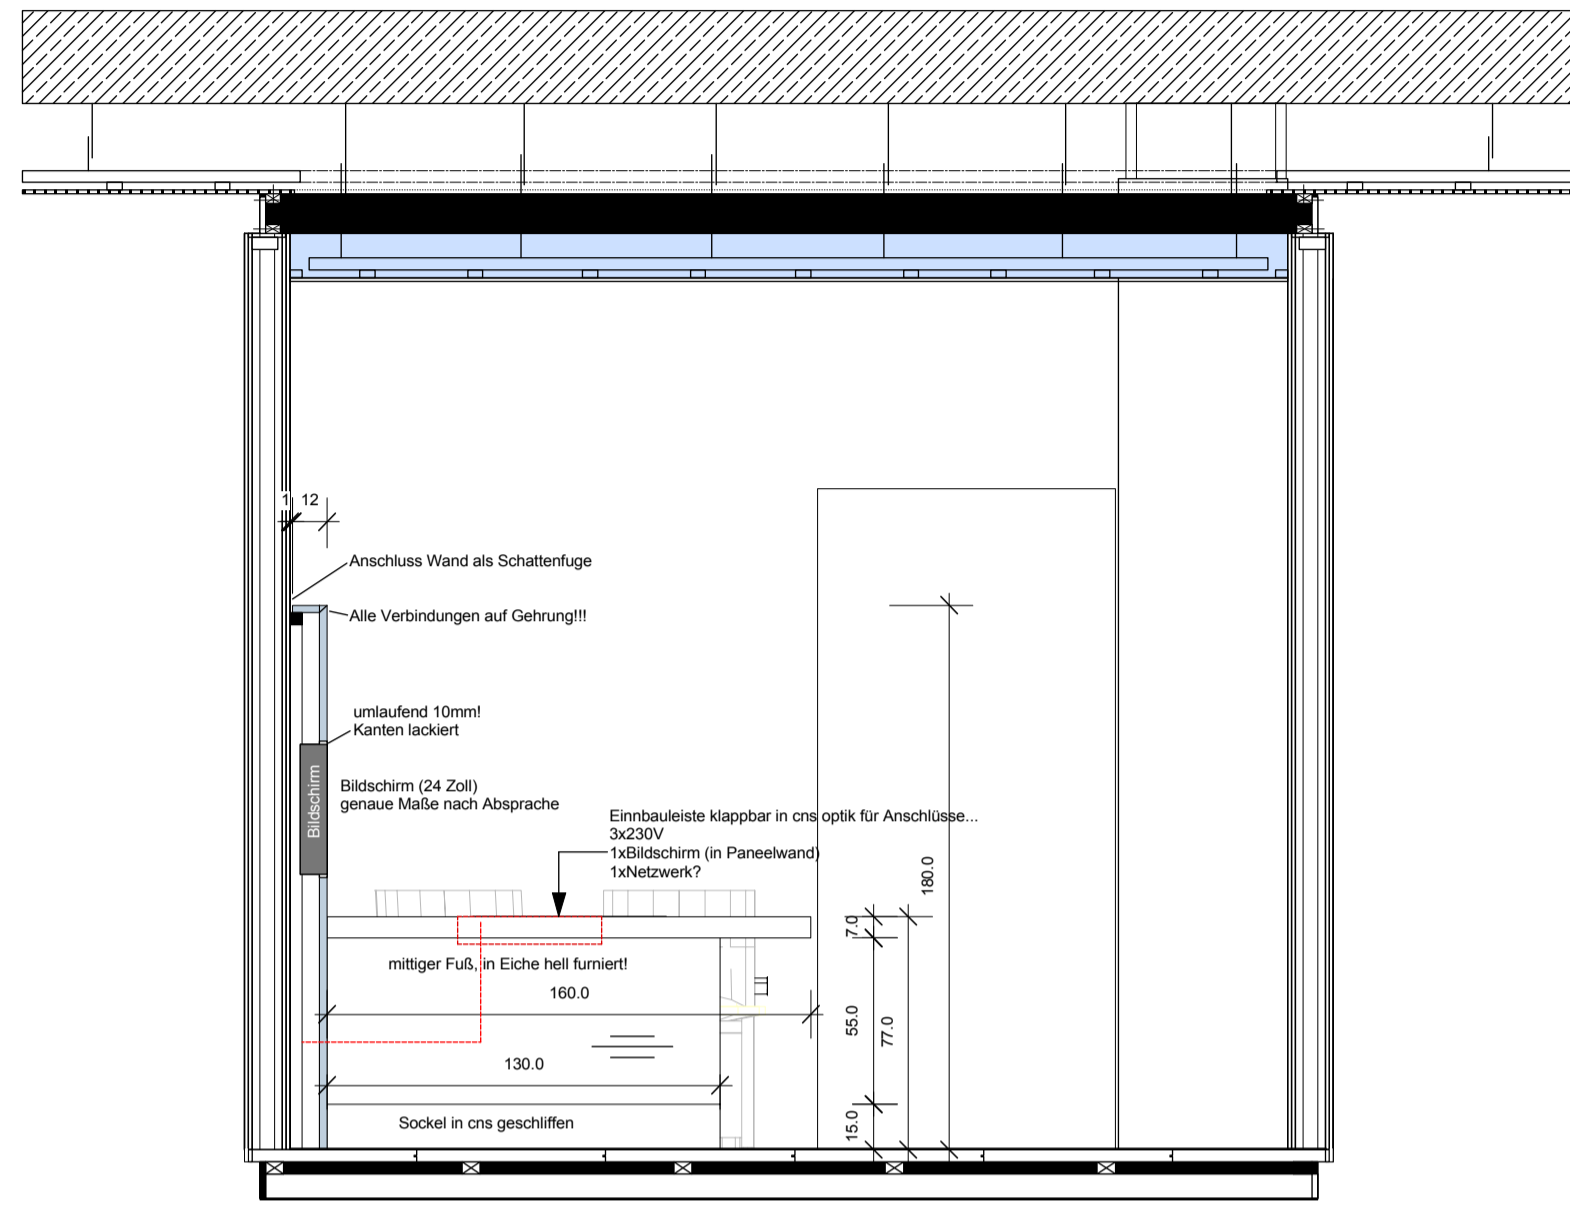 1 12
Anschluss Wand als Schattenfuge
Alle Verbindungen auf Gehrung!!!
umlaufend 10mm!
Kanten lackiert
Bildschirm
Bildschirm (24 Zoll)
genaue Maße nach Absprache
Einnbauleiste klappbar in cns optik für Anschlüsse...
3x230V
1xBildschirm (in Paneelwand)
1xNetzwerk?
180.0
7.0
mittiger Fuß, in Eiche hell furniert!
160.0
55.0
77.0
130.0
15.0
Sockel in cns geschliffen